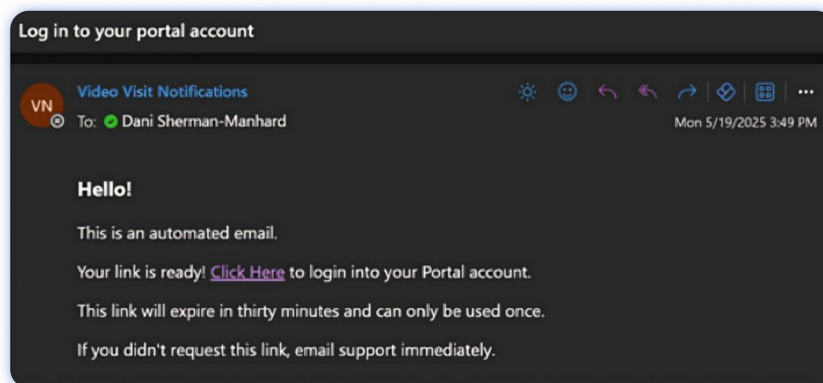 Log in to your portal account
VN
Video Visit Notifications
To: Dani Sherman-Manhard
Mon 5/19/2025 3:49 PM
Hello!
This is an automated email.
Your link is ready! Click Here to login into your Portal account.
This link will expire in thirty minutes and can only be used once.
If you didn't request this link, email support immediately.